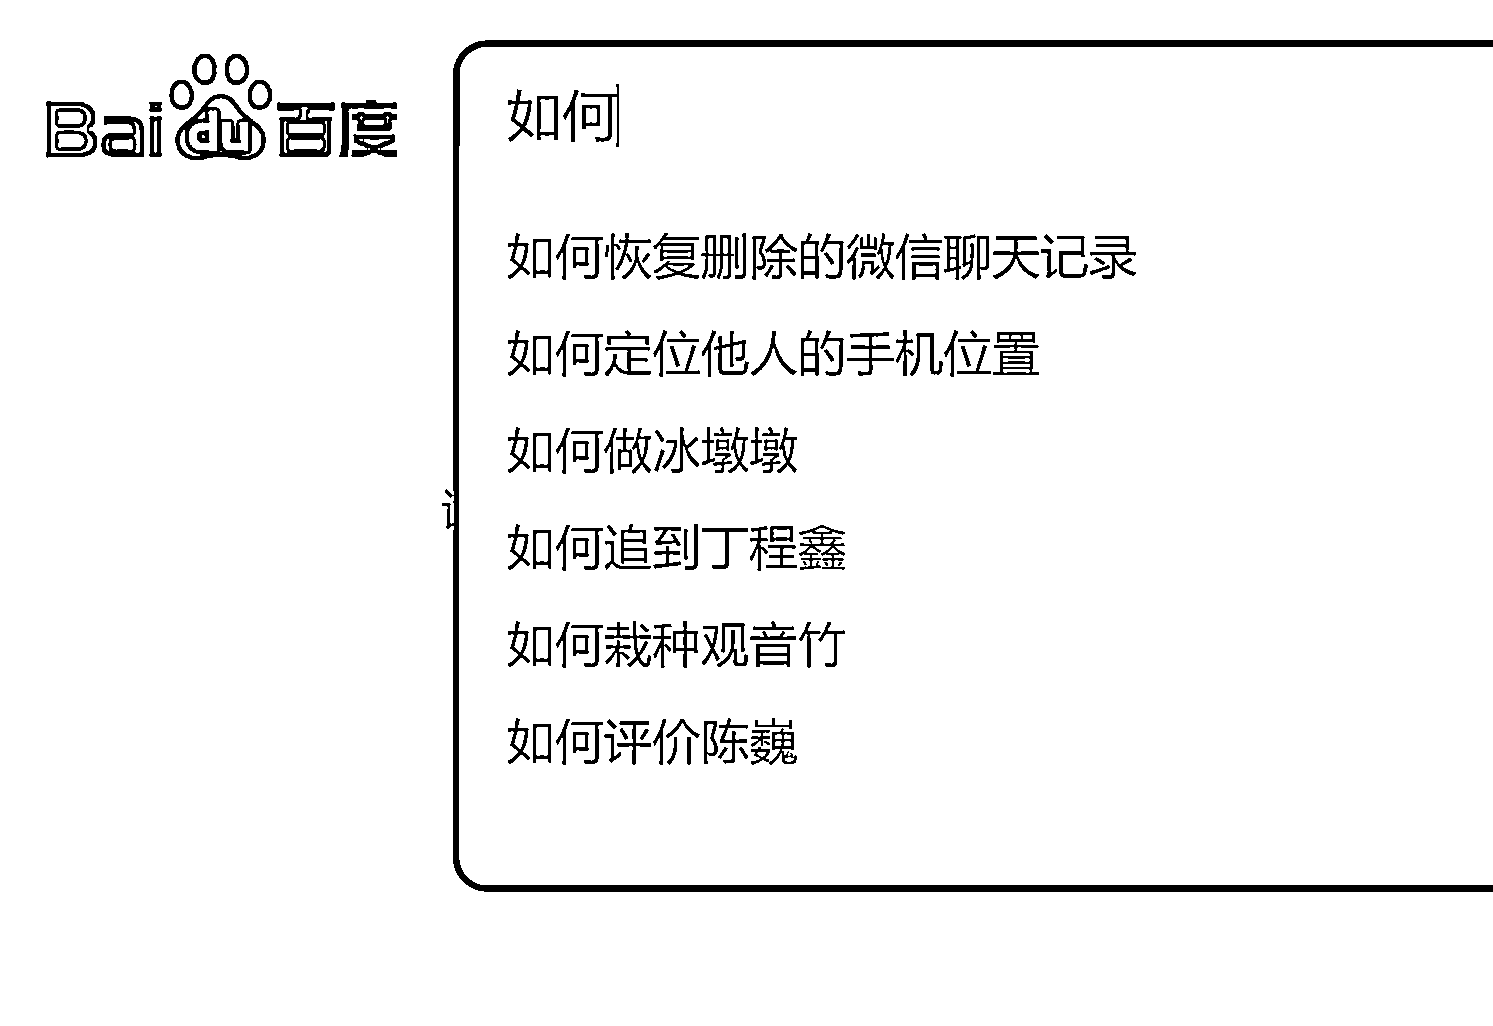 Bai du 百度
如何
如何恢复删除的微信聊天记录
如何定位他人的手机位置
如何做冰墩墩
如何追到丁程鑫
如何栽种观音竹
如何评价陈巍